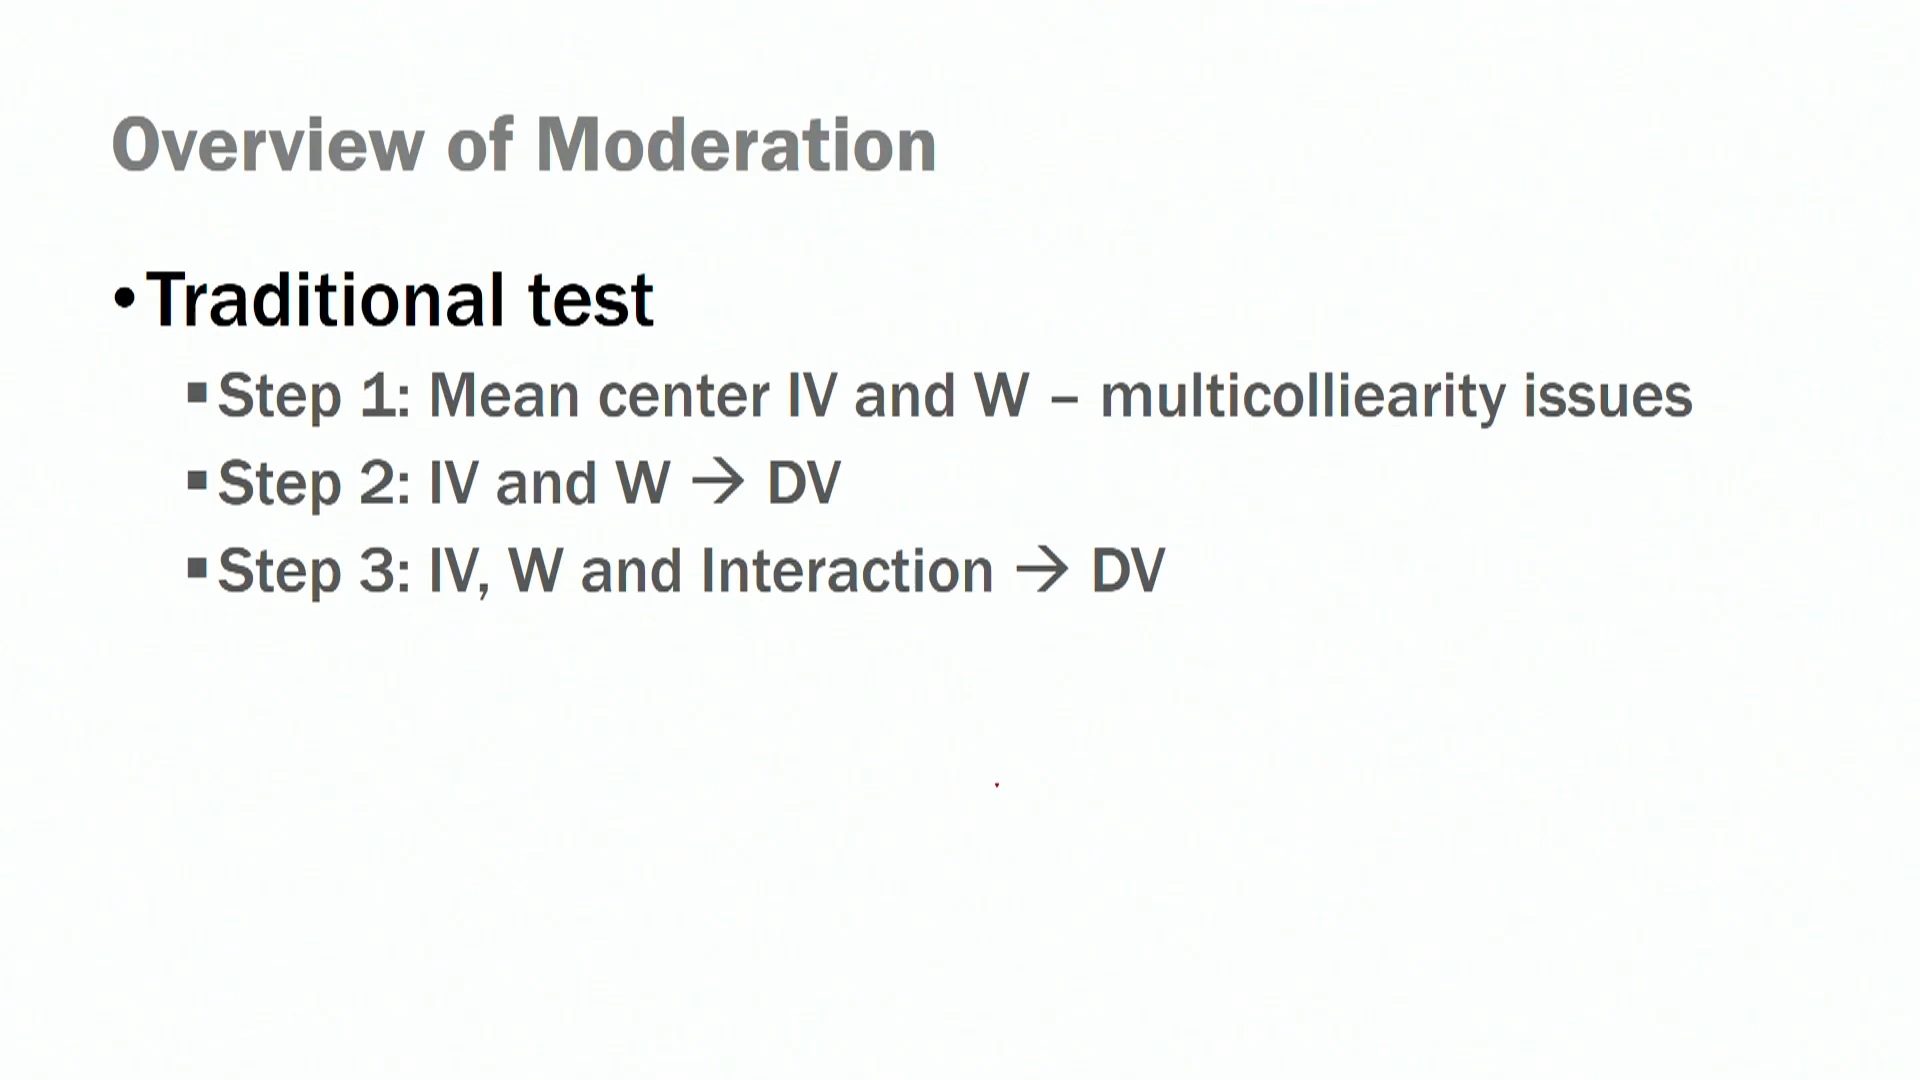 Overview of Moderation
•Traditional test
▪Step 1: Mean center IV and W – multicolliearity issues
▪Step 2: IV and W → DV
▪Step 3: IV, W and Interaction → DV